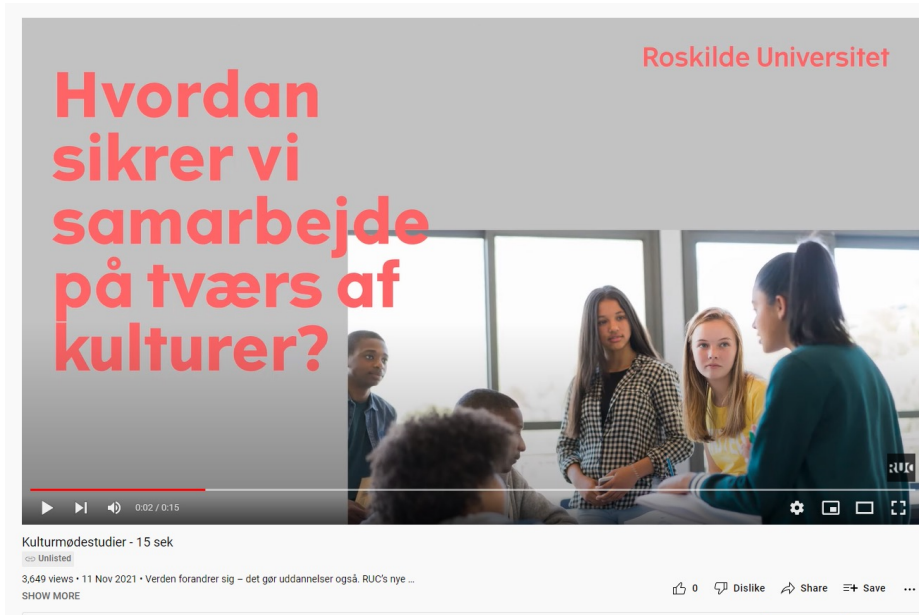 Roskilde Universitet
Hvordan
sikrer vi
samarbejde
på tværs af
kulturer?
RUC
0:02 / 0:15
Kulturmødestudier - 15 sek
Unlisted
3,649 views • 11 Nov 2021 • Verden forandrer sig – det gør uddannelser også. RUC's nye ...
SHOW MORE
0 Dislike Share Save ...